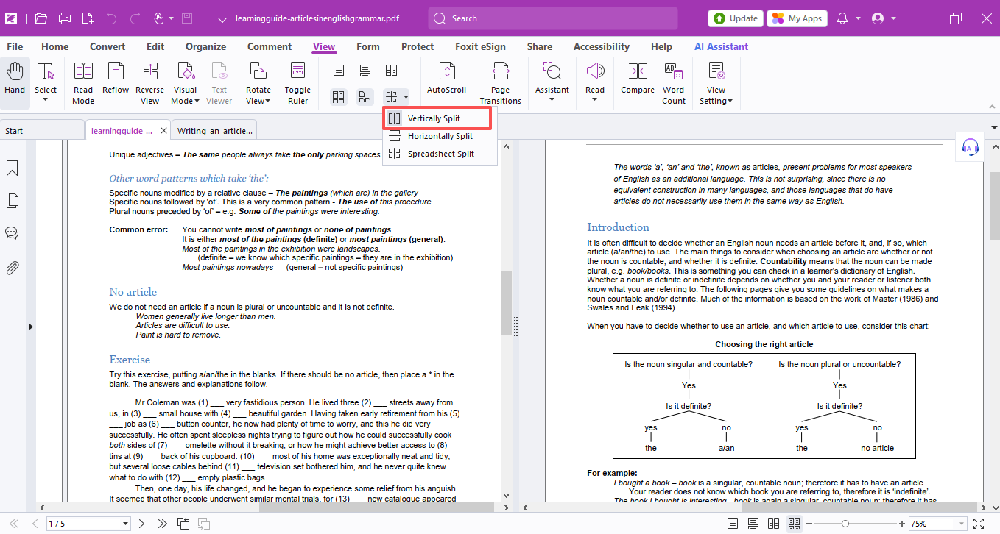 learningguide-articlesinenglishgrammar.pdf
Search
Update
My Apps
File Home Convert Edit Organize Comment View Form Protect Foxit eSign Share Accessibility Help AI Assistant
Hand
Select
Read Mode
Reflow
Reverse View
Visual Mode
Text Viewer
Rotate View
Toggle Ruler
AutoScroll
Page Transitions
Assistant
Read
Compare
Word Count
View Setting
Vertically Split
Horizontally Split
Spreadsheet Split
Start
learningguide-...
Writing_an_article...
Unique adjectives – The same people always take the only parking spaces
Other word patterns which take ‘the’:
Specific nouns modified by a relative clause – The paintings (which are) in the gallery
Specific nouns followed by 'of'. This is a very common pattern - The use of this procedure
Plural nouns preceded by 'of' – e.g. Some of the paintings were interesting.
Common error: You cannot write most of paintings or none of paintings.
It is either most of the paintings (definite) or most paintings (general).
Most of the paintings in the exhibition were landscapes.
(definite – we know which specific paintings – they are in the exhibition)
Most paintings nowadays (general – not specific paintings)
No article
We do not need an article if a noun is plural or uncountable and it is not definite.
Women generally live longer than men.
Articles are difficult to use.
Paint is hard to remove.
Exercise
Try this exercise, putting a/an/the in the blanks. If there should be no article, then place a * in the
blank. The answers and explanations follow.
Mr Coleman was (1) ___ very fastidious person. He lived three (2) ___ streets away from
us, in (3) ___ small house with (4) ___ beautiful garden. Having taken early retirement from his (5)
___ job as (6) ___ button counter, he now had plenty of time to worry, and this he did very
successfully. He often spent sleepless nights trying to figure out how he could successfully cook
both sides of (7) ___ omelette without it breaking, or how he might achieve better access to (8) ___
tins at (9) ___ back of his cupboard. (10) ___ most of his home was exceptionally neat and tidy,
but several loose cables behind (11) ___ television set bothered him, and he never quite knew
what to do with (12) ___ empty plastic bags.
Then, one day, his life changed, and he began to experience some relief from his anguish.
It seemed that other people underwent similar mental trials, for (13) ___ new catalogue appeared
The words ‘a’, ‘an’ and ‘the’, known as articles, present problems for most speakers
of English as an additional language. This is not surprising, since there is no
equivalent construction in many languages, and those languages that do have
articles do not necessarily use them in the same way as English.
Introduction
It is often difficult to decide whether an English noun needs an article before it, and, if so, which
article (a/an/the) to use. The main things to consider when choosing an article are whether or not
the noun is countable, and whether it is definite. Countability means that the noun can be made
plural, e.g. book/books. This is something you can check in a learner’s dictionary of English.
Whether a noun is definite or indefinite depends on whether you and your reader or listener both
know what you are referring to. The following pages give you some guidelines on what makes a
noun countable and/or definite. Much of the information is based on the work of Master (1986) and
Swales and Feak (1994).
When you have to decide whether to use an article, and which article to use, consider this chart:
Choosing the right article
Is the noun singular and countable? Is the noun plural or uncountable?
Yes Yes
Is it definite? Is it definite?
yes no yes no
the a/an the no article
For example:
I bought a book – book is a singular, countable noun; therefore it has to have an article.
Your reader does not know which book you are referring to, therefore it is ‘indefinite’.
The book I bought is interesting - book is again a singular, countable noun; therefore it has
AI
1 / 5
75%